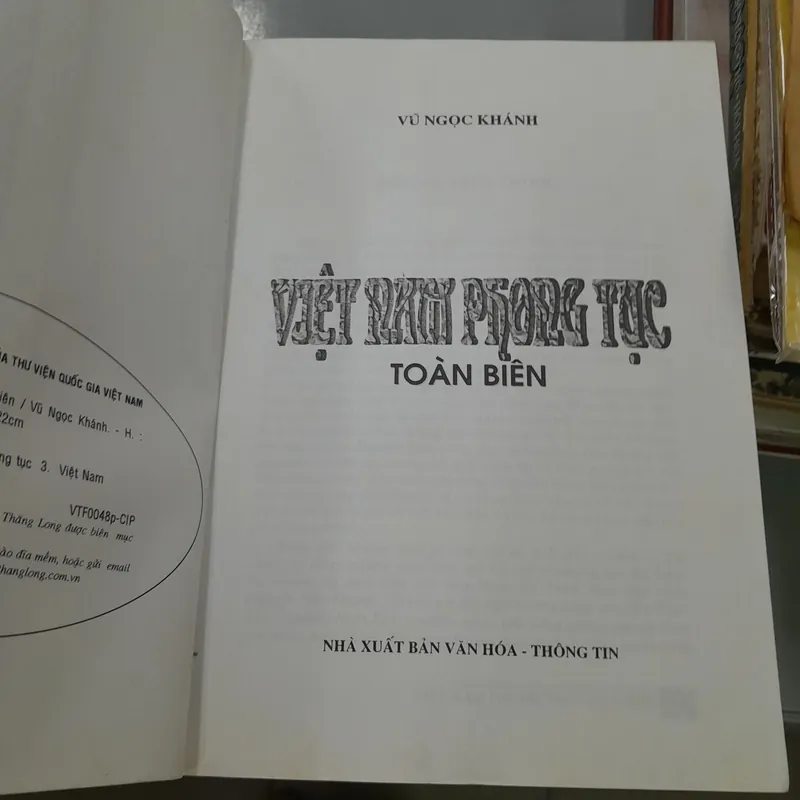 ỦA THƯ VIỆN QUỐC GIA VIỆT NAM
iên / Vũ Ngọc Khánh. - H. :
2cm
ng tục 3. Việt Nam
VTF0048p-CIP
Thăng Long được biên mục
ào đĩa mềm, hoặc gửi email
hanglong.com.vn
VŨ NGỌC KHÁNH
VIỆT NAM PHONG TỤC
TOÀN BIÊN
NHÀ XUẤT BẢN VĂN HÓA - THÔNG TIN